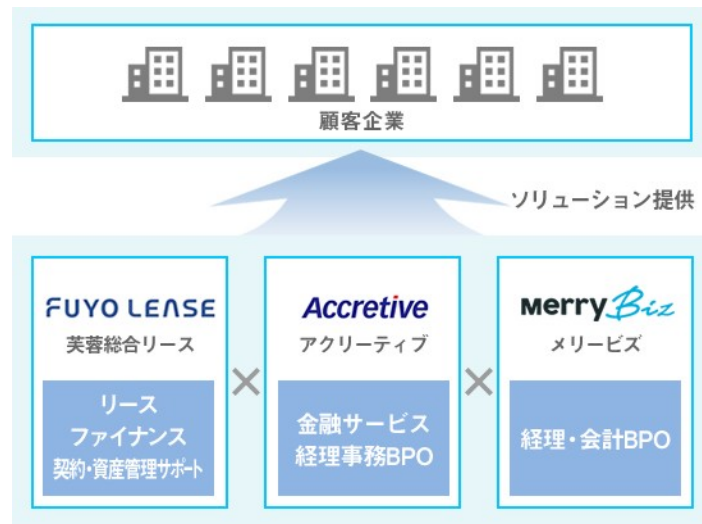 顧客企業
ソリューション提供
FUYO LEASE
芙蓉総合リース
リース
ファイナンス
契約・資産管理サポート
×
Accretive
アクリーティブ
金融サービス
経理事務BPO
×
Merry Biz
メリービズ
経理・会計BPO